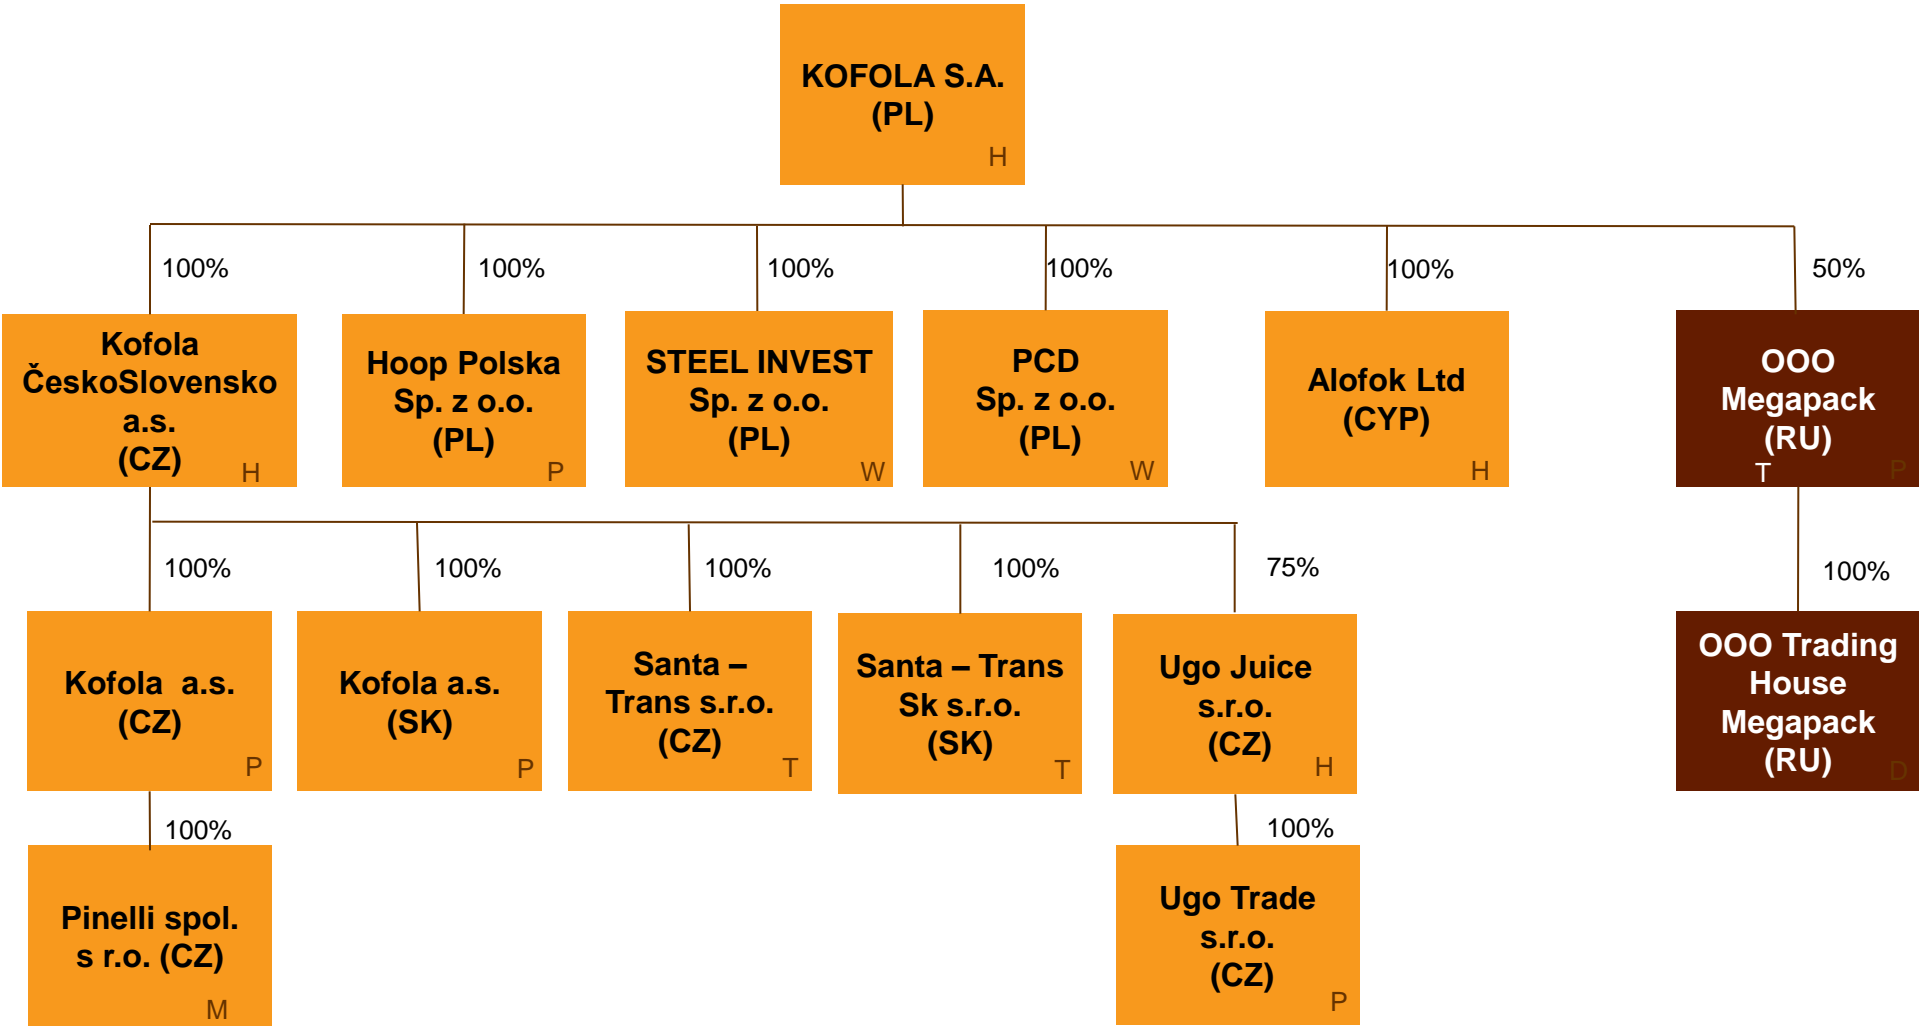 KOFOLA S.A.
(PL)
H
100%
100%
100%
100%
100%
50%
Kofola
ČeskoSlovensko
a.s.
(CZ)
H
Hoop Polska
Sp. z o.o.
(PL)
P
STEEL INVEST
Sp. z o.o.
(PL)
W
PCD
Sp. z o.o.
(PL)
W
Alofok Ltd
(CYP)
H
OOO
Megapack
(RU)
T P
100%
100%
100%
100%
75%
100%
Kofola a.s.
(CZ)
P
Kofola a.s.
(SK)
P
Santa –
Trans s.r.o.
(CZ)
T
Santa – Trans
Sk s.r.o.
(SK)
T
Ugo Juice
s.r.o.
(CZ)
H
OOO Trading
House
Megapack
(RU)
D
100%
100%
Pinelli spol.
s r.o. (CZ)
M
Ugo Trade
s.r.o.
(CZ)
P